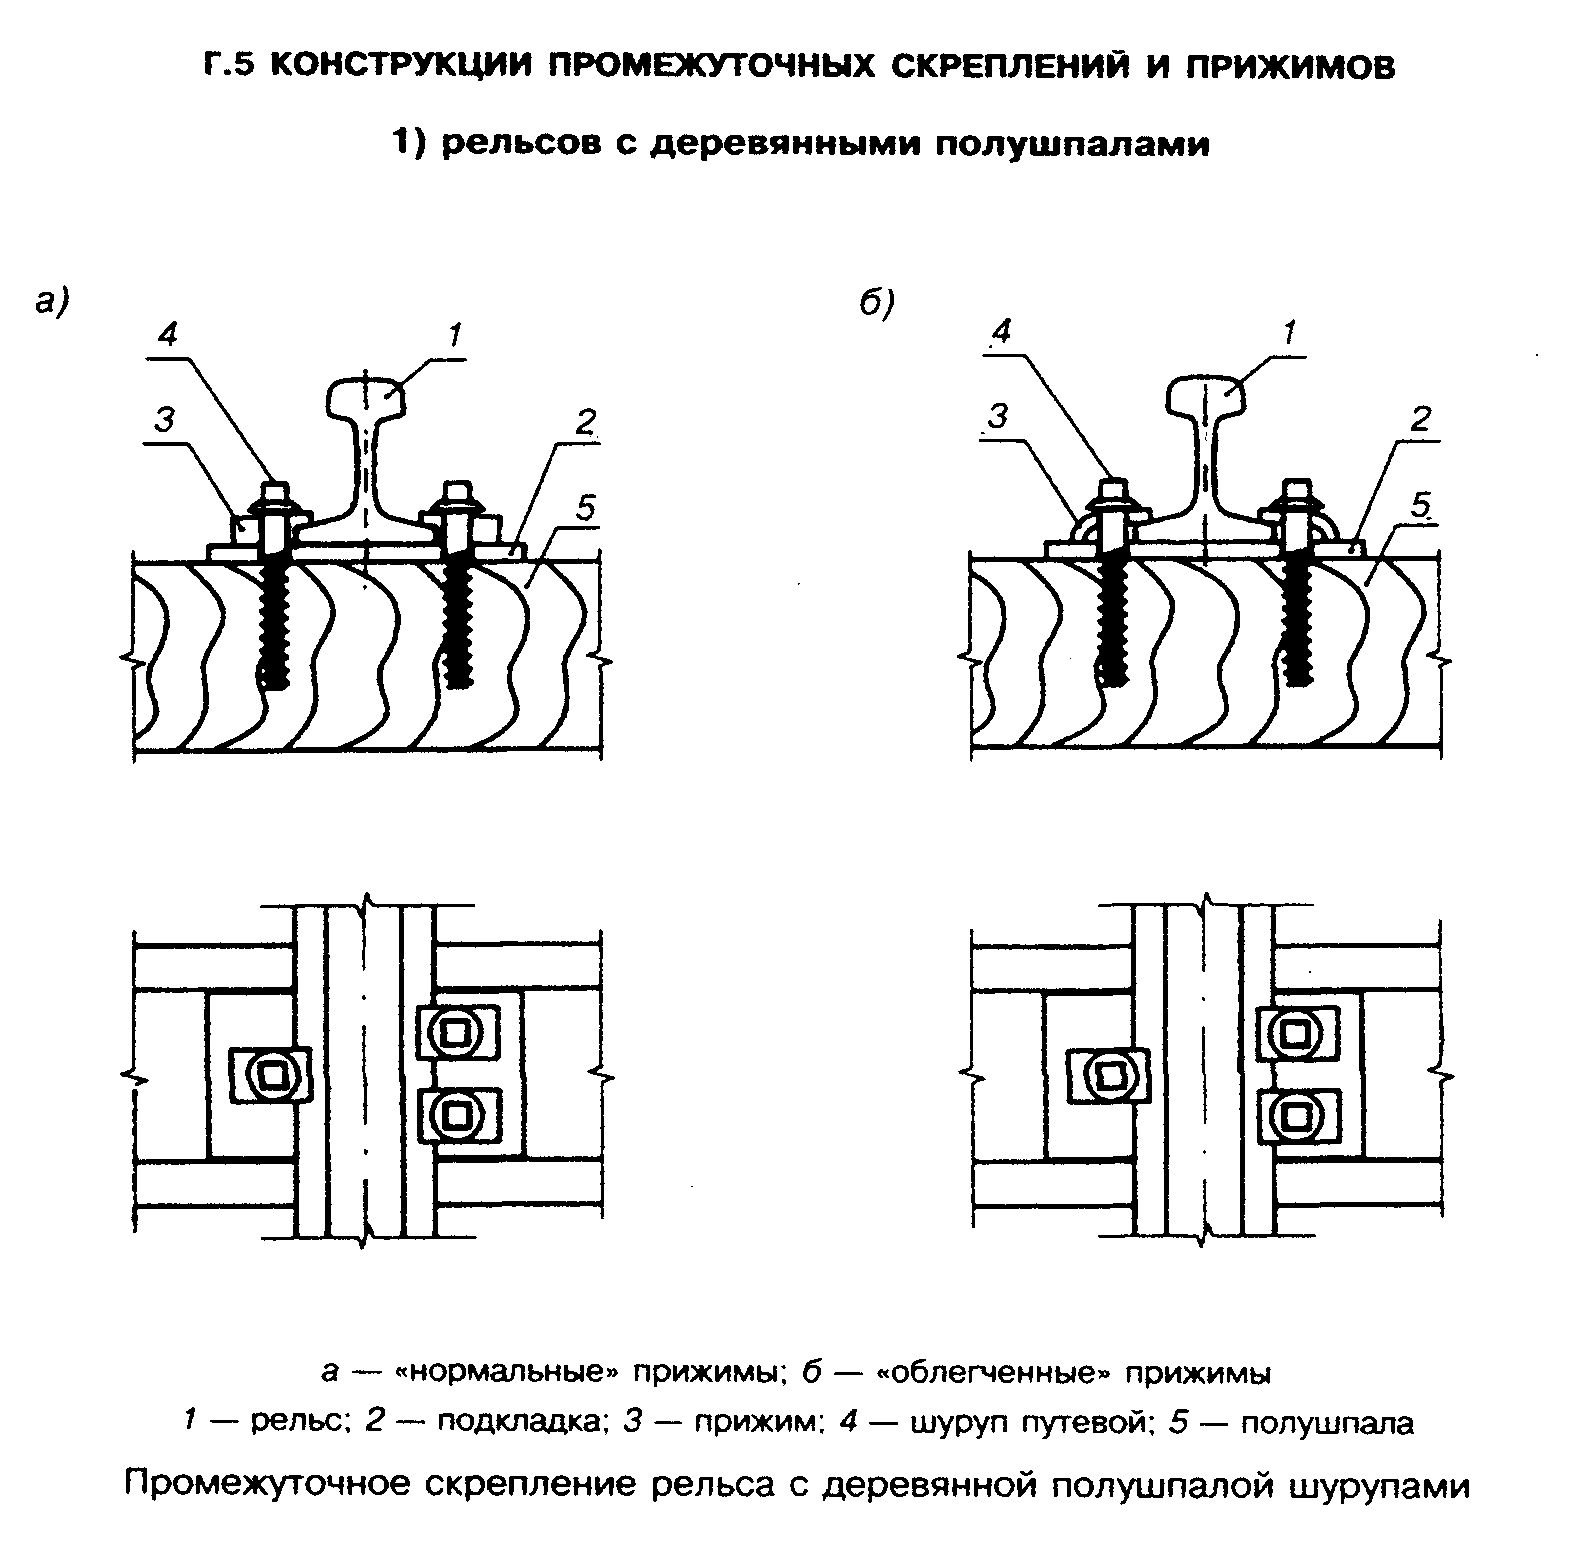 Г.5 КОНСТРУКЦИИ ПРОМЕЖУТОЧНЫХ СКРЕПЛЕНИЙ И ПРИЖИМОВ
1) рельсов с деревянными полушпалами
а)
4
1
3
2
5
б)
4
1
3
2
5
а — «нормальные» прижимы; б — «облегченные» прижимы
1 — рельс; 2 — подкладка; 3 — прижим; 4 — шуруп путевой; 5 — полушпала
Промежуточное скрепление рельса с деревянной полушпалой шурупами